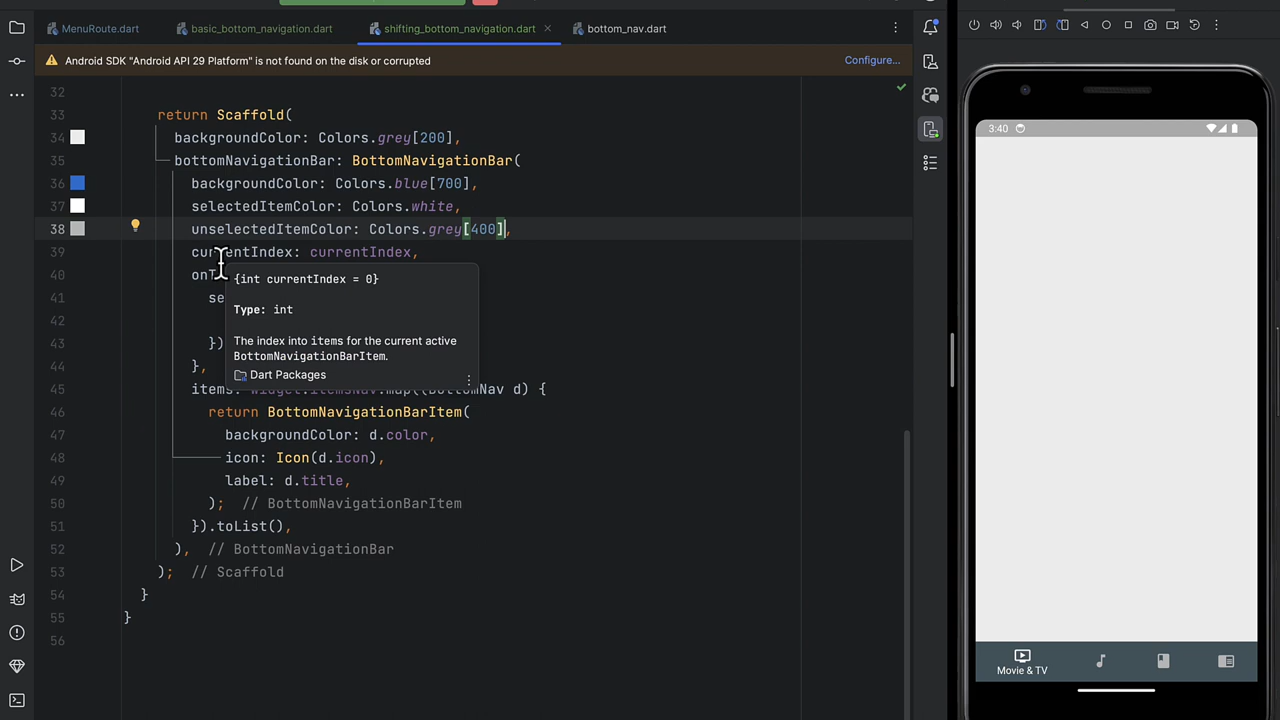 MenuRoute.dart
basic_bottom_navigation.dart
shifting_bottom_navigation.dart
bottom_nav.dart
Android SDK "Android API 29 Platform" is not found on the disk or corrupted
Configure...
32
33 return Scaffold(
34 backgroundColor: Colors.grey[200],
35 bottomNavigationBar: BottomNavigationBar(
36 backgroundColor: Colors.blue[700],
37 selectedItemColor: Colors.white,
38 unselectedItemColor: Colors.grey[400],
39 currentIndex: currentIndex,
40 onT
{int currentIndex = 0}
Type: int
The index into items for the current active
BottomNavigationBarItem.
Dart Packages
41 se
42
43 })
44 },
45 items: widget.itemsNav.map((BottomNav d) {
46 return BottomNavigationBarItem(
47 backgroundColor: d.color,
48 icon: Icon(d.icon),
49 label: d.title,
50 ); // BottomNavigationBarItem
51 }).toList(),
52 ), // BottomNavigationBar
53 ); // Scaffold
54 }
55 }
56
3:40
Movie & TV